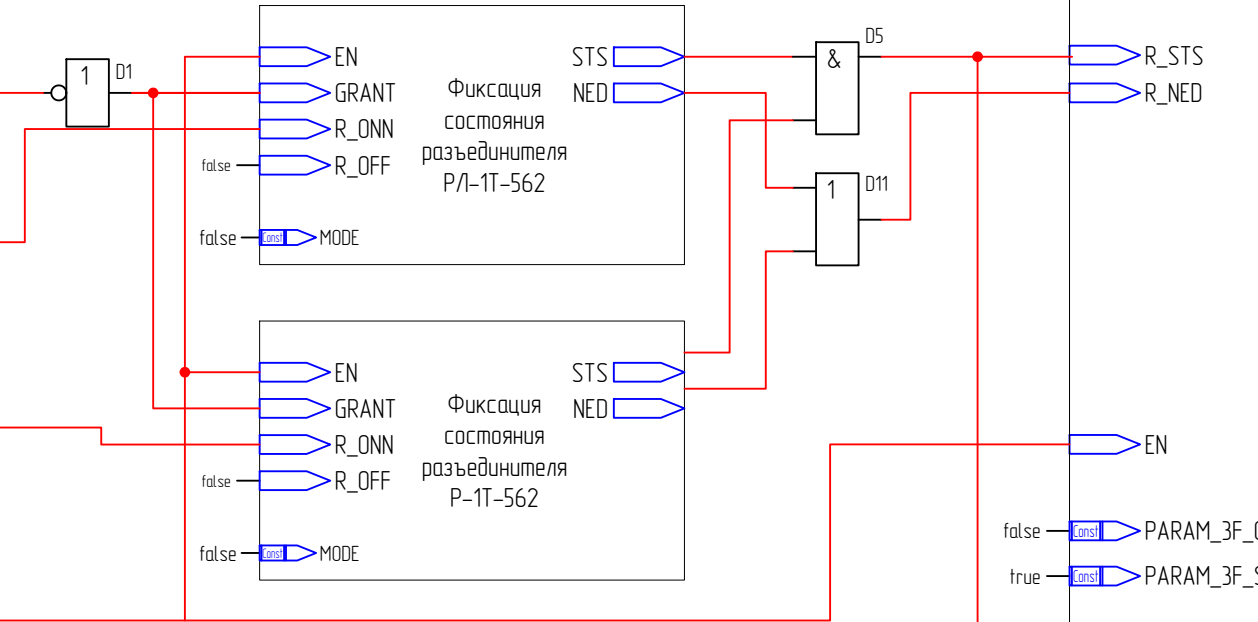 1
D1
EN
GRANT
R_ONN
false
R_OFF
false
Const
MODE
Фиксация
состояния
разъединителя
РЛ-1Т-562
STS
NED
&
D5
1
D11
R_STS
R_NED
EN
GRANT
R_ONN
false
R_OFF
false
Const
MODE
Фиксация
состояния
разъединителя
Р-1Т-562
STS
NED
EN
false
Const
true
Const